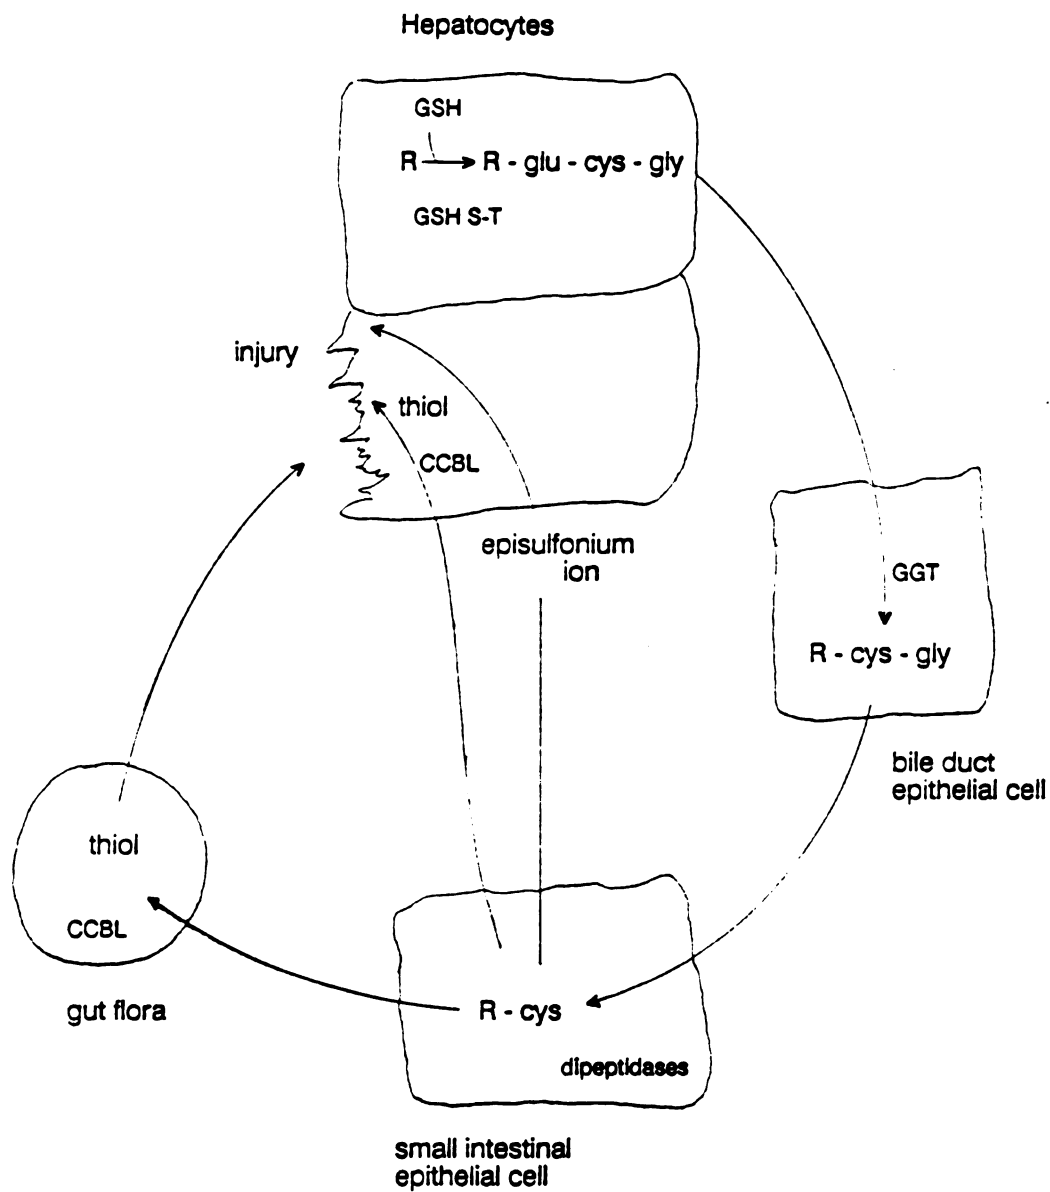 Hepatocytes
GSH
R R - glu - cys - gly
GSH S-T
injury
thiol
CCBL
episulfonium
ion
GGT
R - cys - gly
bile duct
epithelial cell
thiol
CCBL
gut flora
R - cys
dipeptidases
small intestinal
epithelial cell